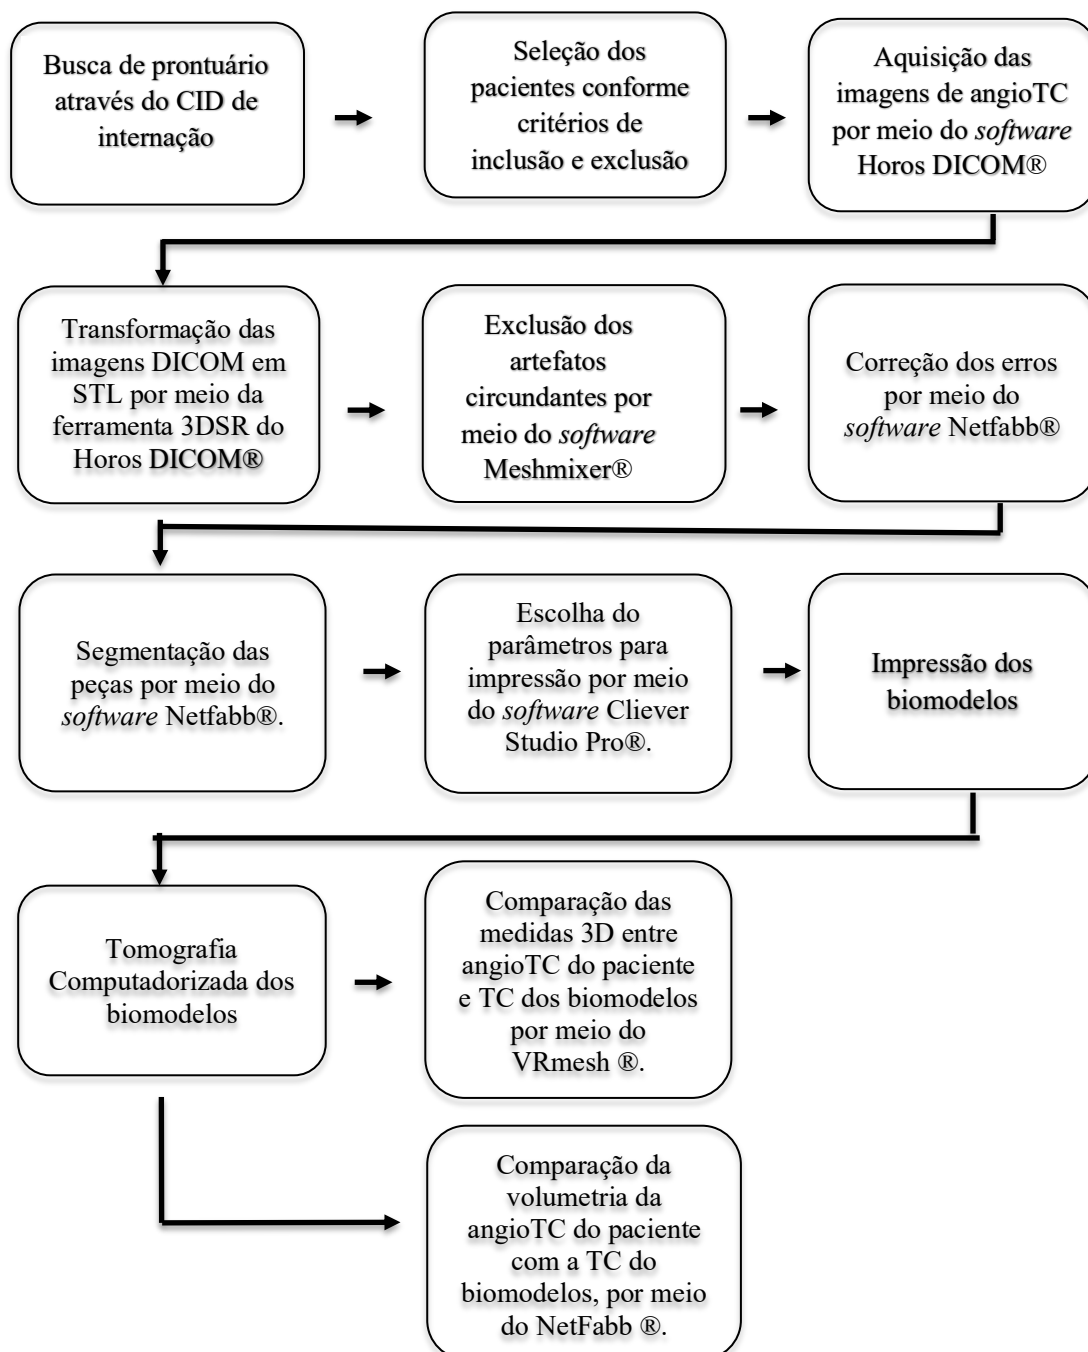 Busca de prontuário
através do CID de
internação
Seleção dos
pacientes conforme
critérios de
inclusão e exclusão
Aquisição das
imagens de angioTC
por meio do software
Horos DICOM®
Transformação das
imagens DICOM em
STL por meio da
ferramenta 3DSR do
Horos DICOM®
Exclusão dos
artefatos
circundantes por
meio do software
Meshmixer®
Correção dos erros
por meio do
software Netfabb®
Segmentação das
peças por meio do
software Netfabb®.
Escolha do
parâmetros para
impressão por meio
do software Cliever
Studio Pro®.
Impressão dos
biomodelos
Tomografia
Computadorizada dos
biomodelos
Comparação das
medidas 3D entre
angioTC do paciente
e TC dos biomodelos
por meio do
VRmesh ®.
Comparação da
volumetria da
angioTC do paciente
com a TC do
biomodelos, por meio
do NetFabb ®.